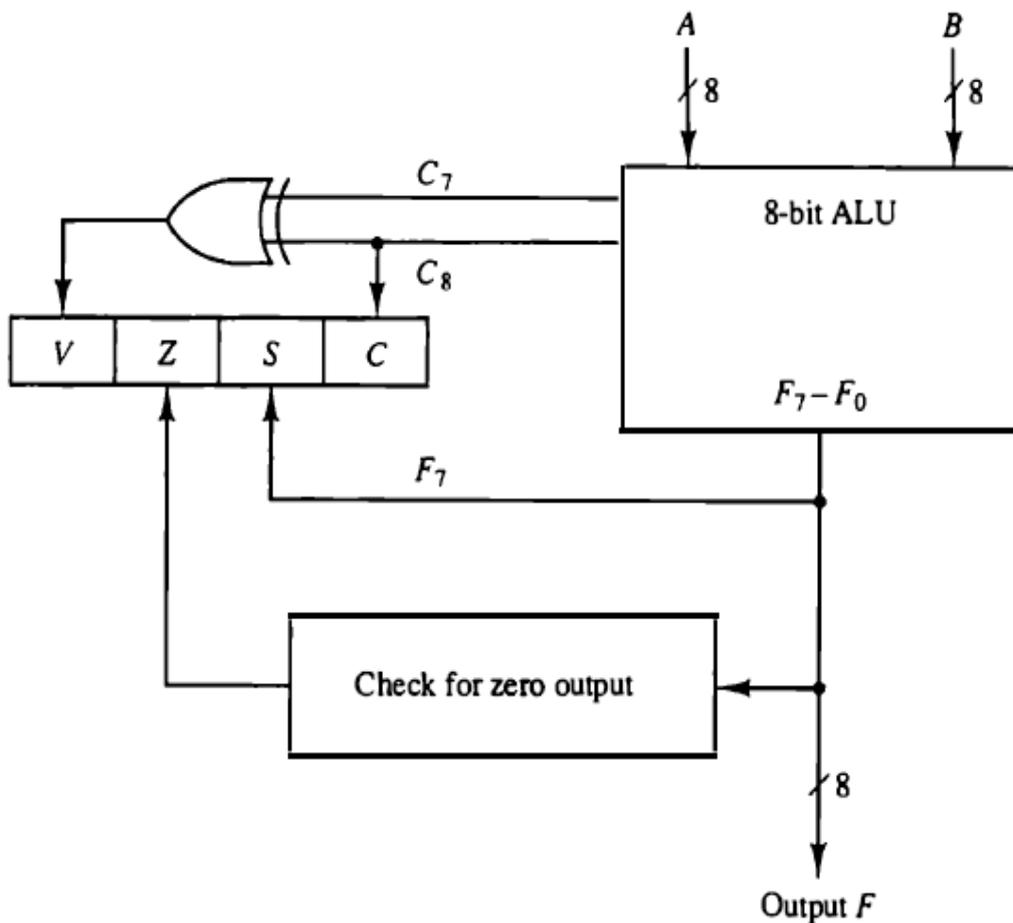 A B
8 8
C₇
8-bit ALU
C₈
V Z S C
F₇ – F₀
F₇
Check for zero output
8
Output F